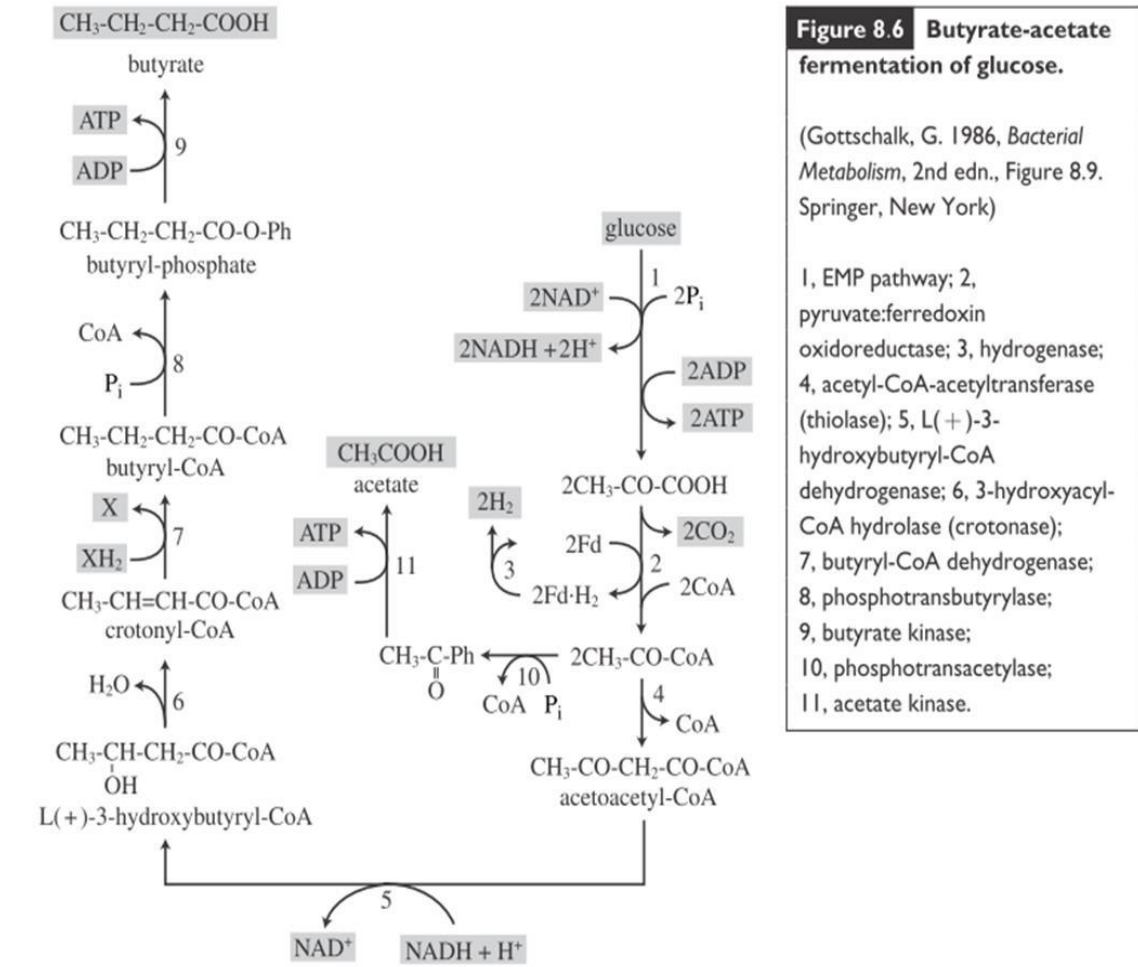 CH₃-CH₂-CH₂-COOH
butyrate
ATP
9
ADP
CH₃-CH₂-CH₂-CO-O-Ph
butyryl-phosphate
CoA
8
Pᵢ
CH₃-CH₂-CH₂-CO-CoA
butyryl-CoA
X
7
XH₂
CH₃-CH=CH-CO-CoA
crotonyl-CoA
H₂O
6
CH₃-CH-CH₂-CO-CoA
OH
L(+)-3-hydroxybutyryl-CoA
5
NAD⁺
NADH + H⁺
CH₃COOH
acetate
ATP
11
ADP
CH₃-C-Ph
O
10
CoA Pᵢ
2H₂
3
glucose
1
2NAD⁺
2Pᵢ
2NADH +2H⁺
2ADP
2ATP
2CH₃-CO-COOH
2CO₂
2Fd
2
2Fd·H₂
2CoA
2CH₃-CO-CoA
4
CoA
CH₃-CO-CH₂-CO-CoA
acetoacetyl-CoA
Figure 8.6 Butyrate-acetate
fermentation of glucose.
(Gottschalk, G. 1986, Bacterial
Metabolism, 2nd edn., Figure 8.9.
Springer, New York)
1, EMP pathway; 2,
pyruvate:ferredoxin
oxidoreductase; 3, hydrogenase;
4, acetyl-CoA-acetyltransferase
(thiolase); 5, L(+)-3-
hydroxybutyryl-CoA
dehydrogenase; 6, 3-hydroxyacyl-
CoA hydrolase (crotonase);
7, butyryl-CoA dehydrogenase;
8, phosphotransbutyrylase;
9, butyrate kinase;
10, phosphotransacetylase;
11, acetate kinase.